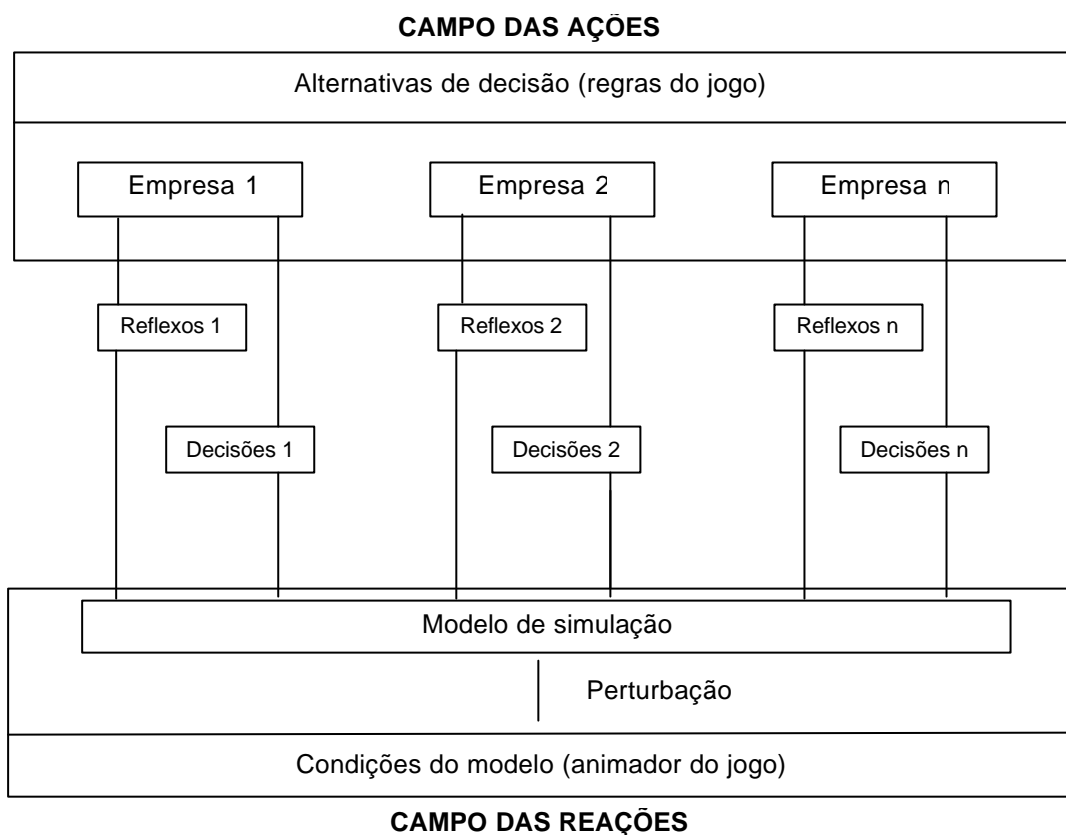 CAMPO DAS AÇÕES
Alternativas de decisão (regras do jogo)
Empresa 1
Empresa 2
Empresa n
Reflexos 1
Reflexos 2
Reflexos n
Decisões 1
Decisões 2
Decisões n
Modelo de simulação
Perturbação
Condições do modelo (animador do jogo)
CAMPO DAS REAÇÕES